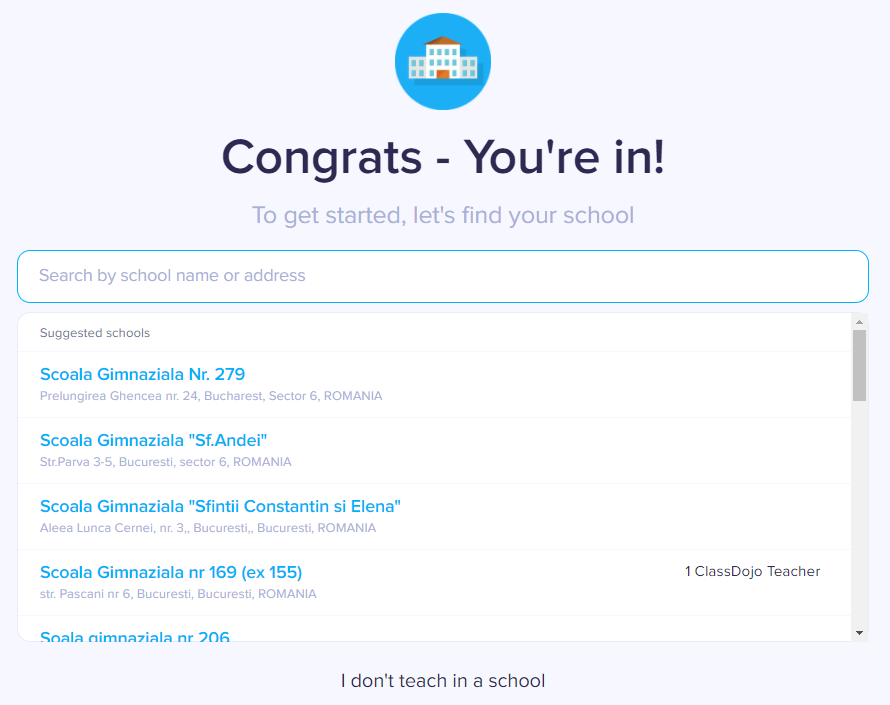 Congrats - You're in!
To get started, let's find your school
Search by school name or address
Suggested schools
Scoala Gimnaziala Nr. 279
Prelungirea Ghencea nr. 24, Bucharest, Sector 6, ROMANIA
Scoala Gimnaziala "Sf.Andei"
Str.Parva 3-5, Bucuresti, sector 6, ROMANIA
Scoala Gimnaziala "Sfintii Constantin si Elena"
Aleea Lunca Cernei, nr. 3,, Bucuresti,, Bucuresti, ROMANIA
Scoala Gimnaziala nr 169 (ex 155)
1 ClassDojo Teacher
str. Pascani nr 6, Bucuresti, Bucuresti, ROMANIA
Soala gimnaziala nr 206
I don't teach in a school